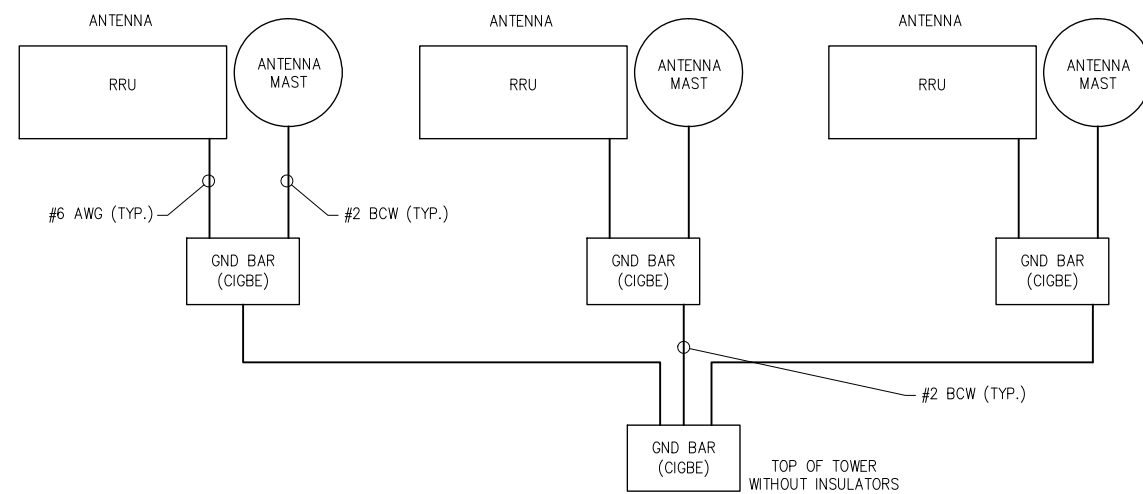 ANTENNA
ANTENNA
ANTENNA
RRU
ANTENNA
MAST
RRU
ANTENNA
MAST
RRU
ANTENNA
MAST
#6 AWG (TYP.)
#2 BCW (TYP.)
GND BAR
(CIGBE)
GND BAR
(CIGBE)
GND BAR
(CIGBE)
#2 BCW (TYP.)
GND BAR
(CIGBE)
TOP OF TOWER
WITHOUT INSULATORS